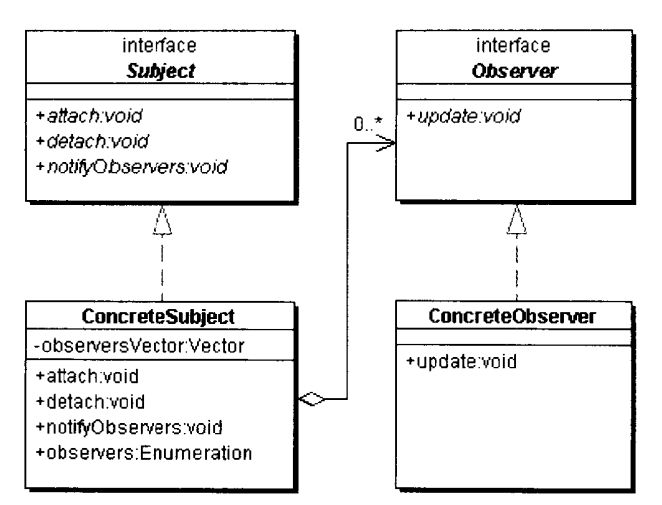 interface
Subject
+attach:void
+detach:void
+notifyObservers:void
interface
Observer
+update:void
0..*
ConcreteSubject
-observersVector:Vector
+attach:void
+detach:void
+notifyObservers:void
+observers:Enumeration
ConcreteObserver
+update:void